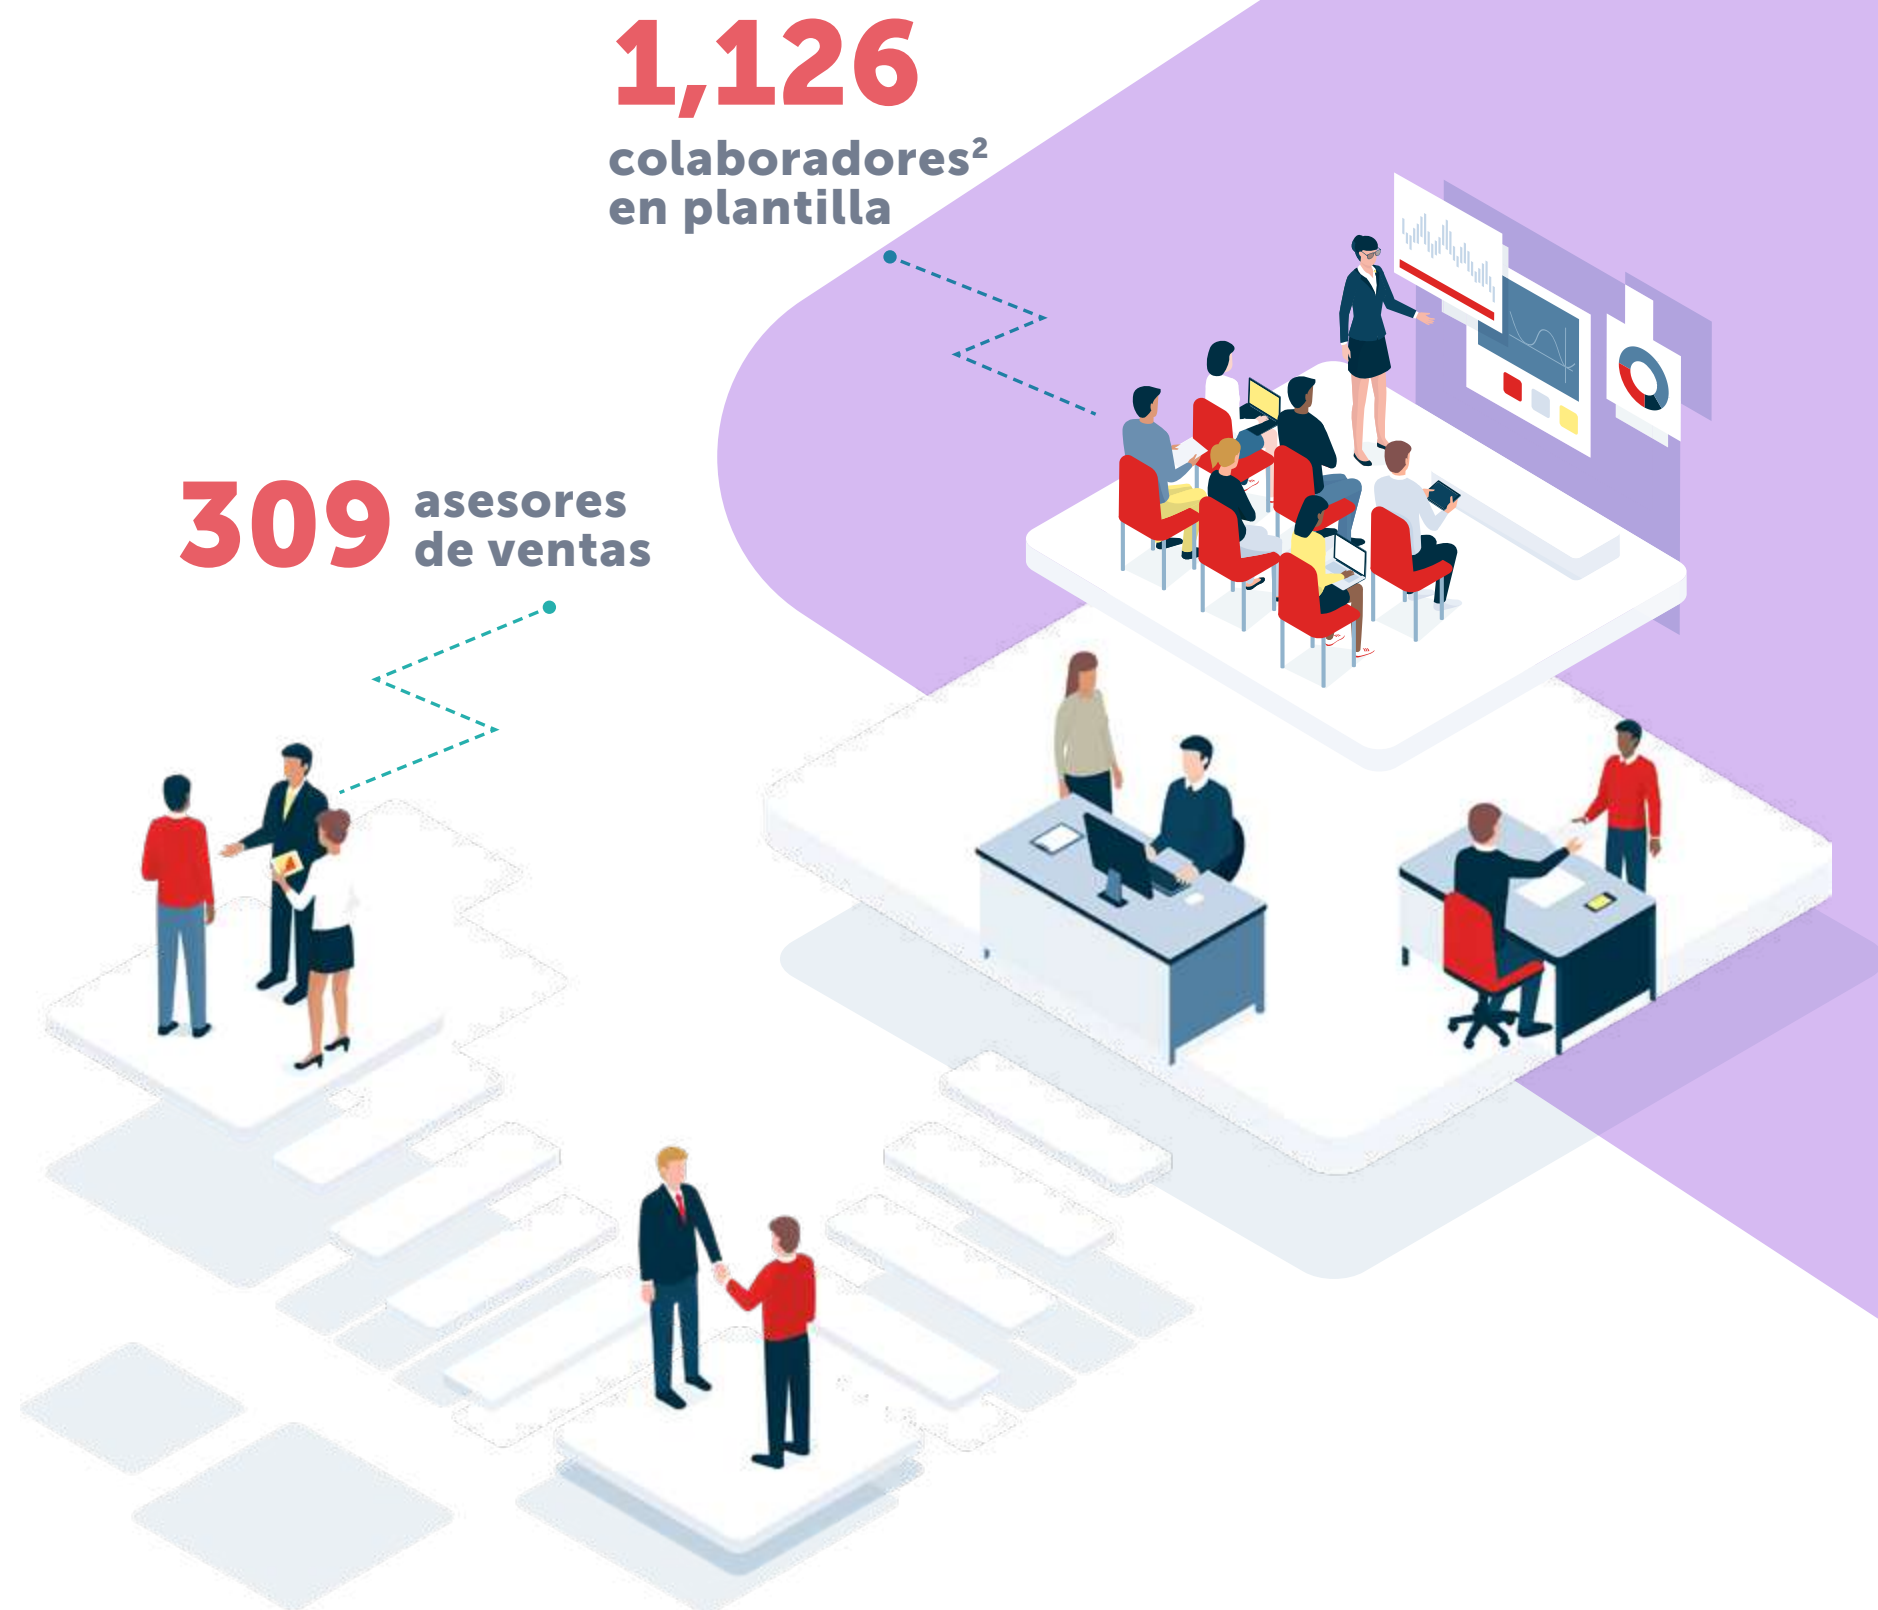 1,126
colaboradores²
en plantilla
309 asesores
de ventas